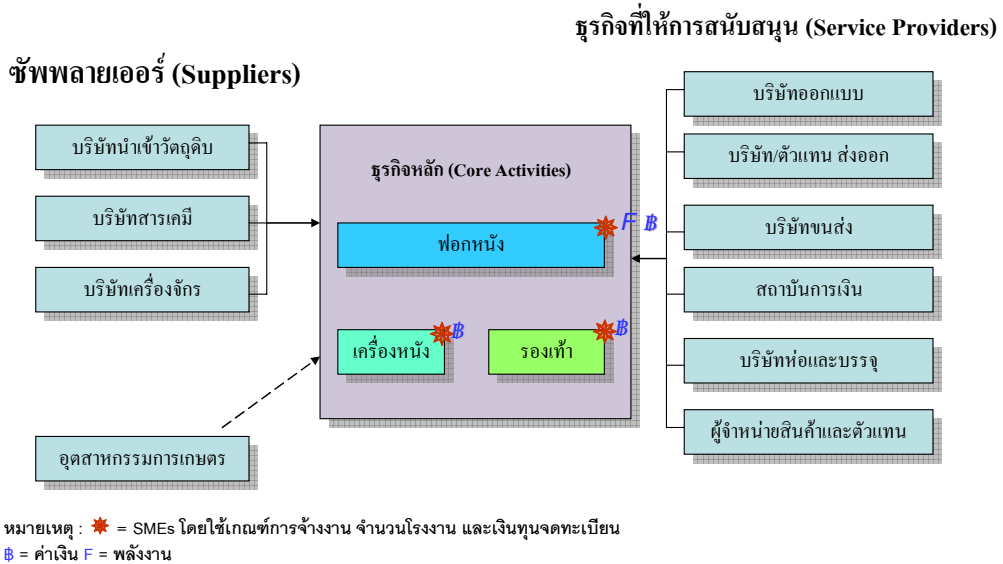 ธุรกิจที่ให้การสนับสนุน (Service Providers)
ซัพพลายเออร์ (Suppliers)
บริษัทนำเข้าวัตถุดิบ
บริษัทสารเคมี
บริษัทเครื่องจักร
อุตสาหกรรมการเกษตร
ธุรกิจหลัก (Core Activities)
ฟอกหนัง
F ฿
เครื่องหนัง
฿
รองเท้า
฿
บริษัทออกแบบ
บริษัท/ตัวแทน ส่งออก
บริษัทขนส่ง
สถาบันการเงิน
บริษัทห่อและบรรจุ
ผู้จำหน่ายสินค้าและตัวแทน
หมายเหตุ : = SMEs โดยใช้เกณฑ์การจ้างงาน จำนวนโรงงาน และเงินทุนจดทะเบียน
฿ = ค่าเงิน F = พลังงาน